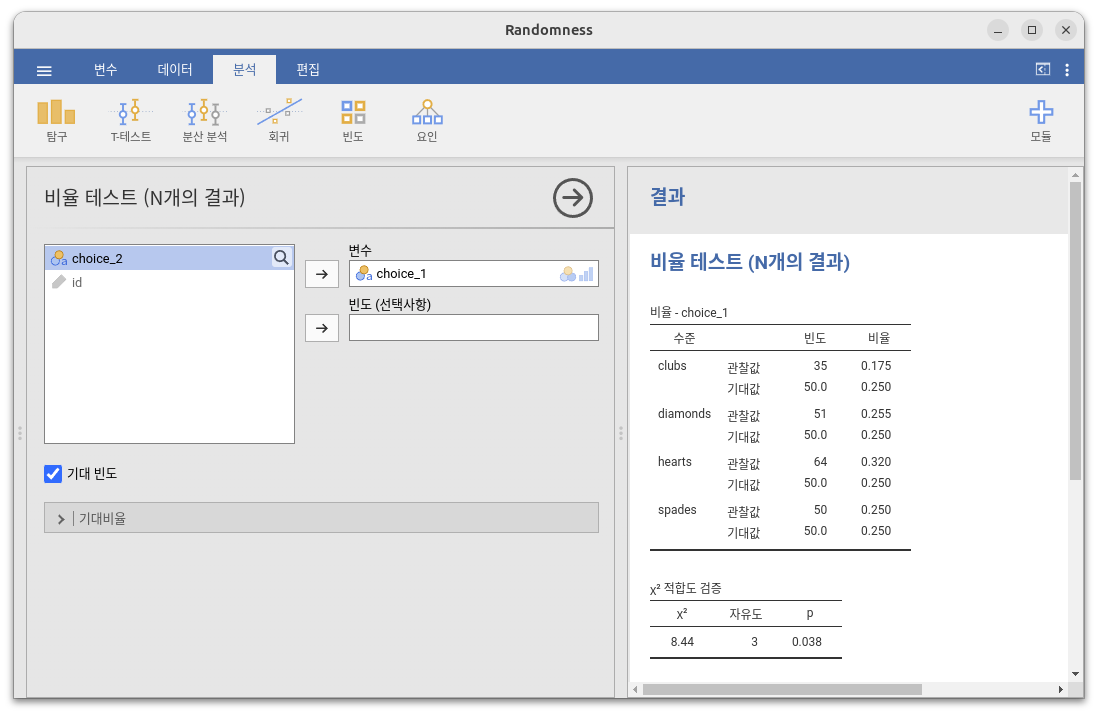 Randomness
변수 데이터 분석 편집
탐구 T-테스트 분산 분석 회귀 빈도 요인 모듈
비율 테스트 (N개의 결과)
choice_2
id
변수
choice_1
빈도 (선택사항)
기대 빈도
기대비율
결과
비율 테스트 (N개의 결과)
비율 - choice_1
수준 빈도 비율
clubs 관찰값 35 0.175
기대값 50.0 0.250
diamonds 관찰값 51 0.255
기대값 50.0 0.250
hearts 관찰값 64 0.320
기대값 50.0 0.250
spades 관찰값 50 0.250
기대값 50.0 0.250
χ² 적합도 검증
χ² 자유도 p
8.44 3 0.038